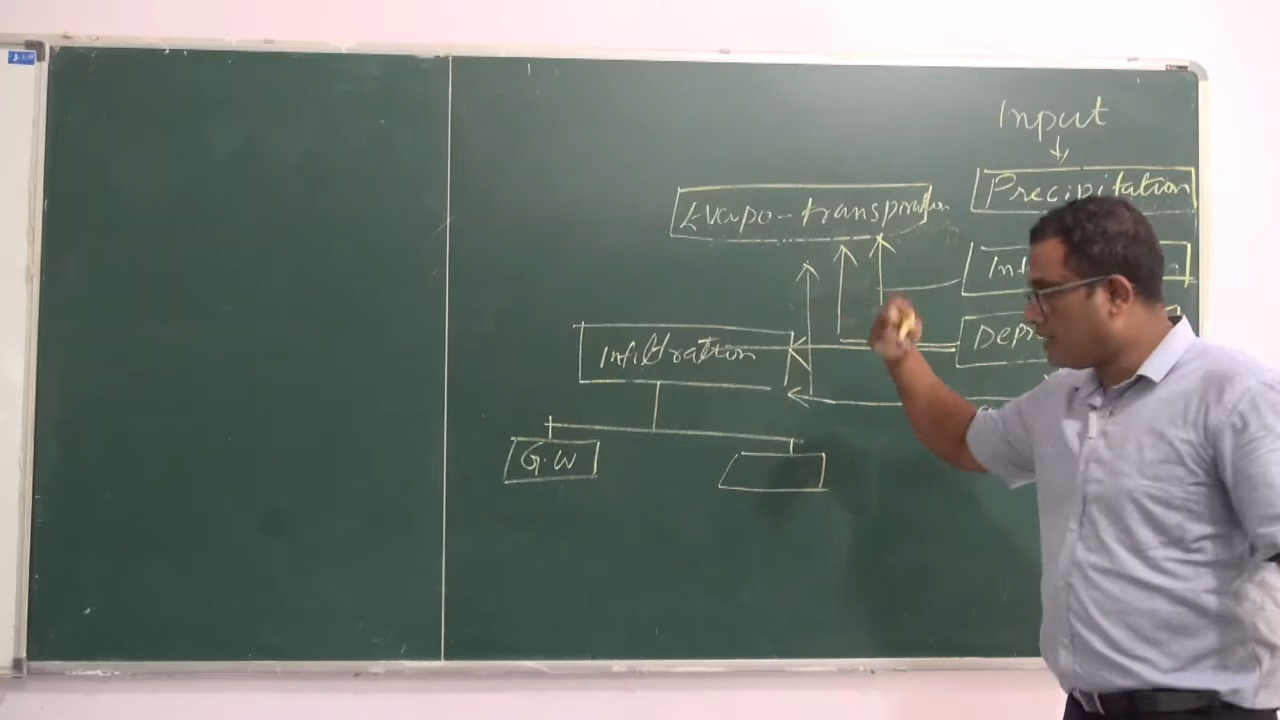 Input
Precipitation
Evapo-transpiration
Infiltration
G.W